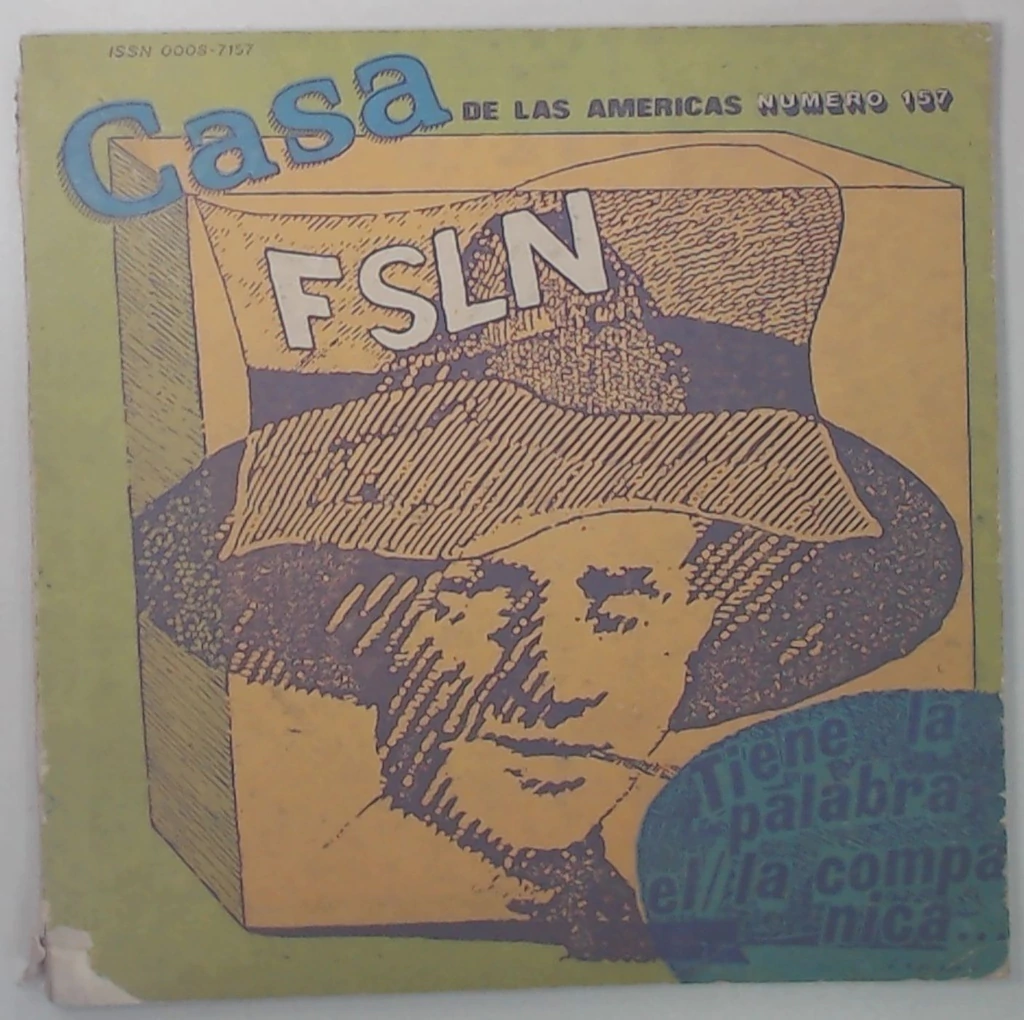 ISSN 0008-7157
Casa DE LAS AMERICAS NUMERO 157
FSLN
Tiene la
palabra
el/la compa
nica...